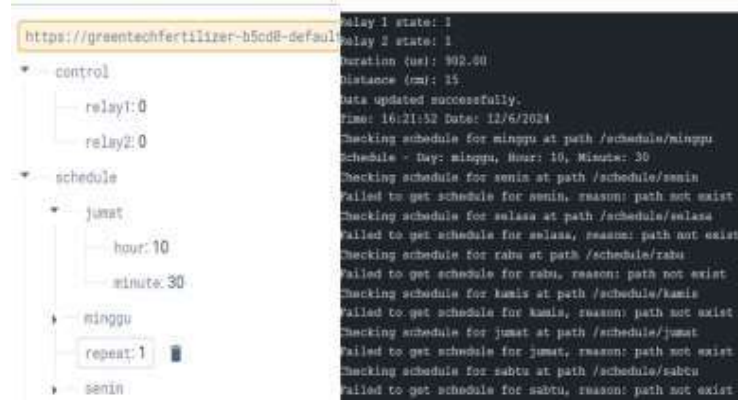 https://greentechfertilizer-b5cd8-default
control
relay1: 0
relay2: 0
schedule
jumat
hour: 10
minute: 30
minggu
repeat: 1
senin
Relay 1 state: 1
Relay 2 state: 1
Duration (us): 902.00
Distance (cm): 15
Data updated successfully.
Time: 16:21:52 Date: 12/6/2024
Checking schedule for minggu at path /schedule/minggu
Schedule - Day: minggu, Hour: 10, Minute: 30
Checking schedule for senin at path /schedule/senin
Failed to get schedule for senin, reason: path not exist
Checking schedule for selasa at path /schedule/selasa
Failed to get schedule for selasa, reason: path not exist
Checking schedule for rabu at path /schedule/rabu
Failed to get schedule for rabu, reason: path not exist
Checking schedule for kamis at path /schedule/kamis
Failed to get schedule for kamis, reason: path not exist
Checking schedule for jumat at path /schedule/jumat
Failed to get schedule for jumat, reason: path not exist
Checking schedule for sabtu at path /schedule/sabtu
Failed to get schedule for sabtu, reason: path not exist